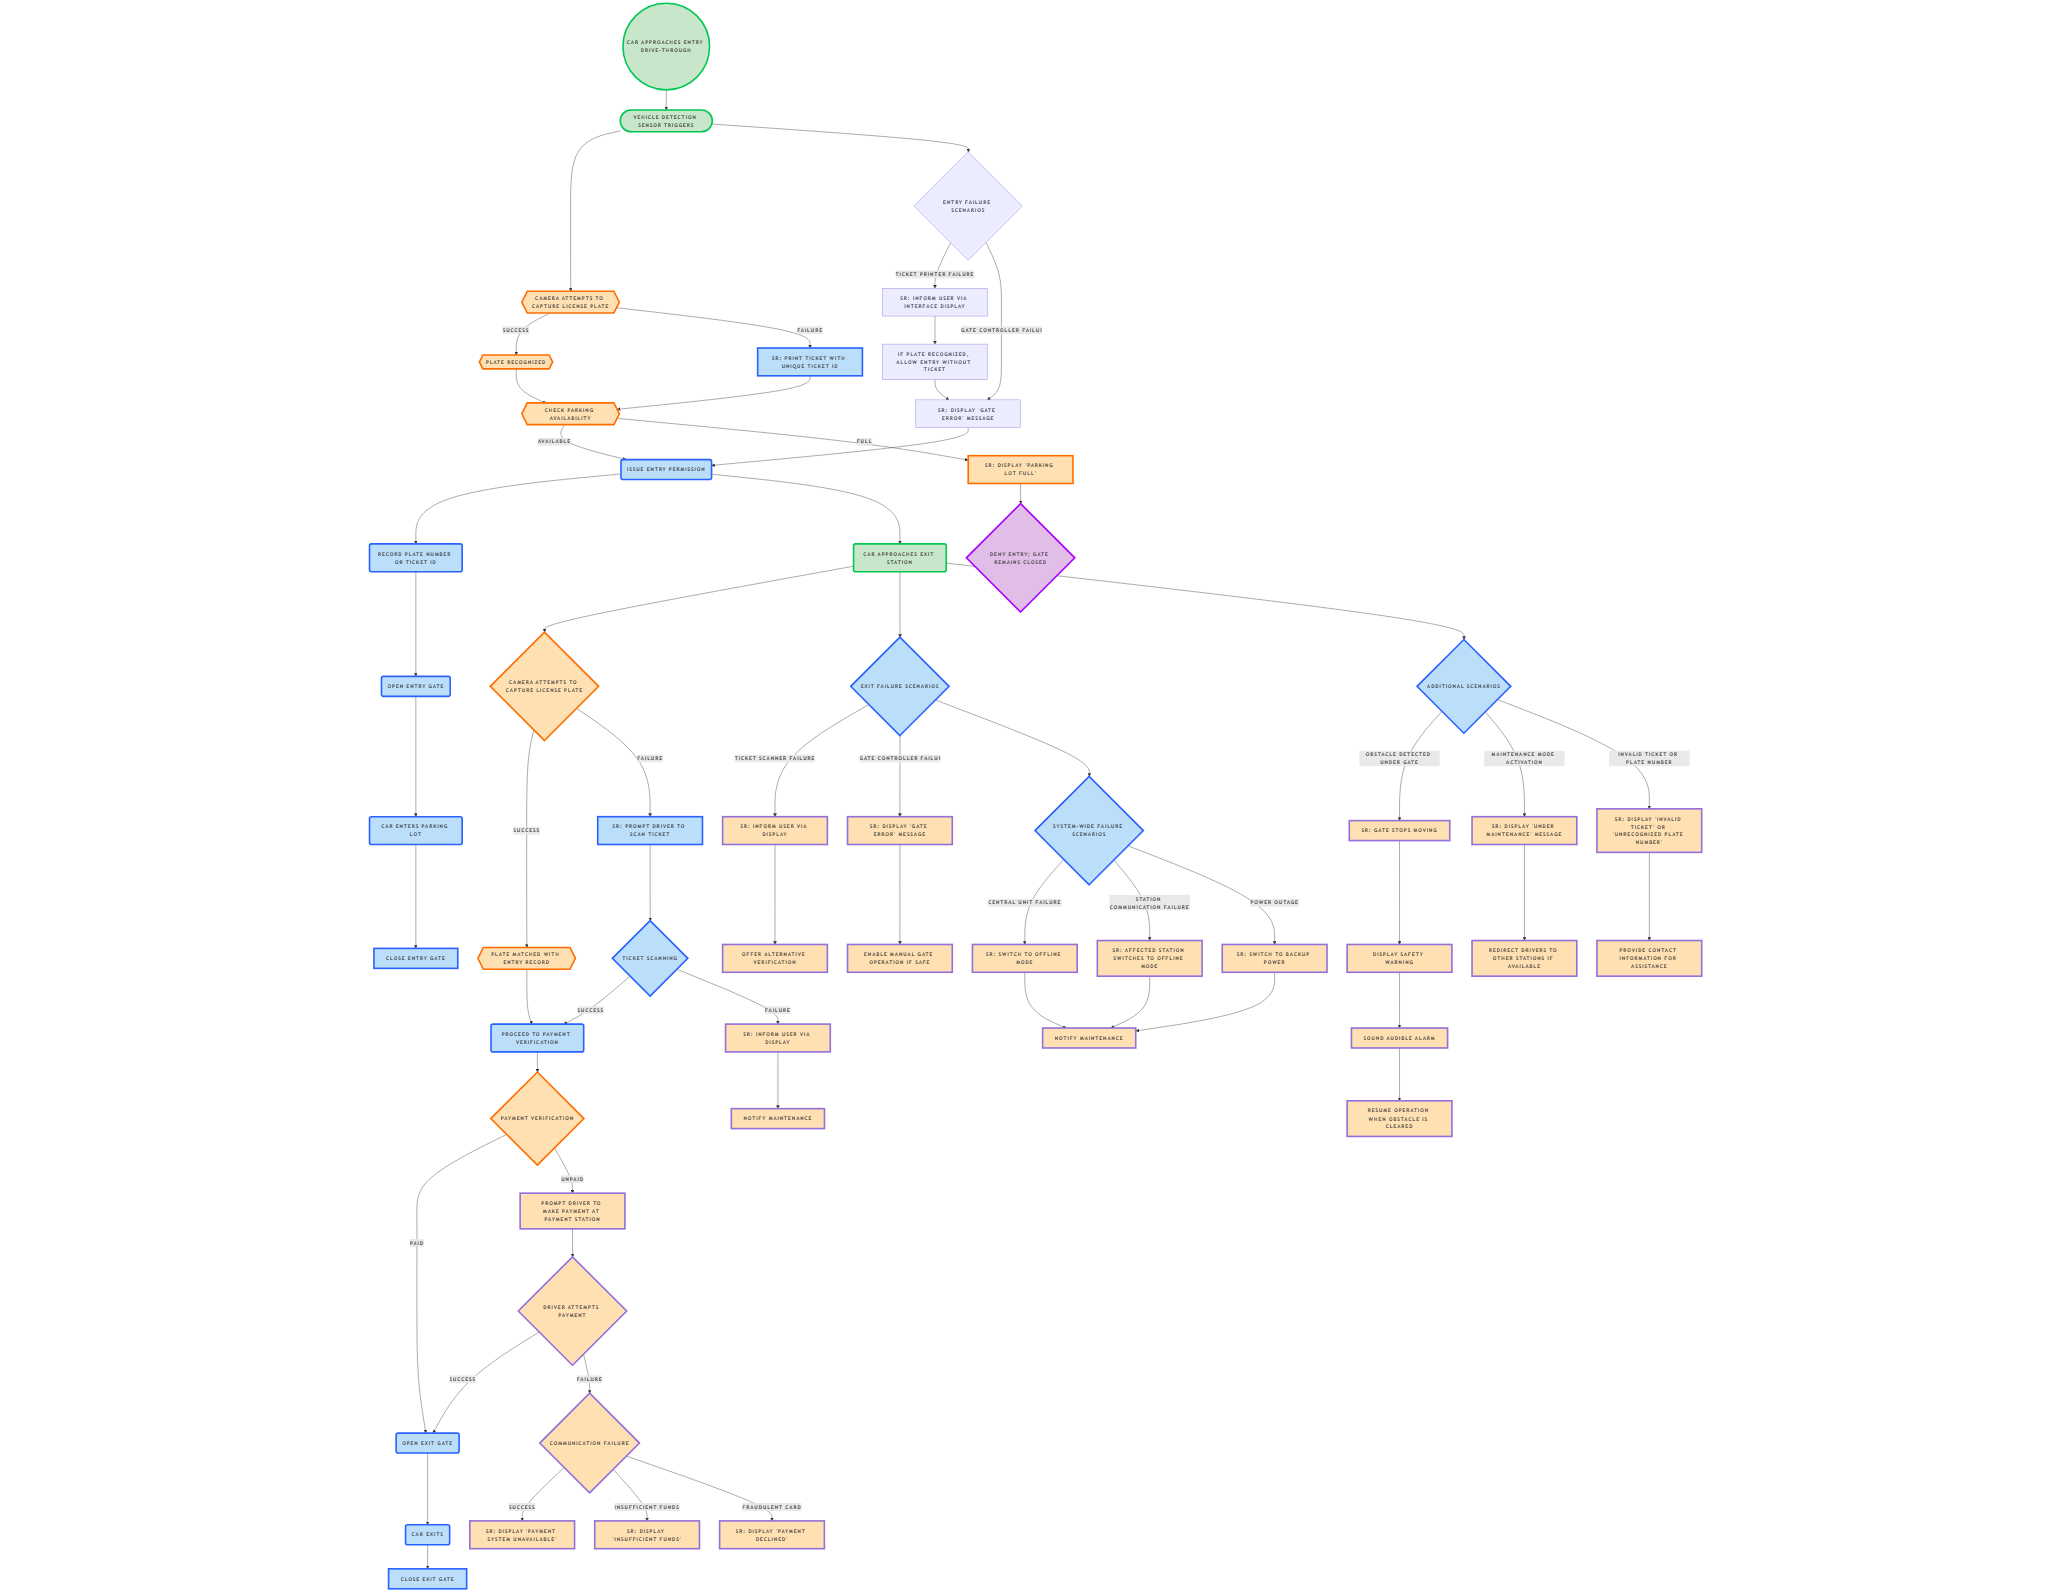 CAR APPROACHES ENTRY
DRIVE-THROUGH
VEHICLE DETECTION
SENSOR TRIGGERS
ENTRY FAILURE
SCENARIOS
TICKET PRINTER FAILURE
CAMERA ATTEMPTS TO
CAPTURE LICENSE PLATE
SR: INFORM USER VIA
INTERFACE DISPLAY
SUCCESS
FAILURE
GATE CONTROLLER FAILUR
PLATE RECOGNIZED
SR: PRINT TICKET WITH
UNIQUE TICKET ID
IF PLATE RECOGNIZED,
ALLOW ENTRY WITHOUT
TICKET
CHECK PARKING
AVAILABILITY
SR: DISPLAY 'GATE
ERROR' MESSAGE
AVAILABLE
FULL
ISSUE ENTRY PERMISSION
SR: DISPLAY 'PARKING
LOT FULL'
RECORD PLATE NUMBER
OR TICKET ID
CAR APPROACHES EXIT
STATION
DENY ENTRY; GATE
REMAINS CLOSED
OPEN ENTRY GATE
CAMERA ATTEMPTS TO
CAPTURE LICENSE PLATE
EXIT FAILURE SCENARIOS
ADDITIONAL SCENARIOS
FAILURE
TICKET SCANNER FAILURE
GATE CONTROLLER FAILUR
OBSTACLE DETECTED
UNDER GATE
MAINTENANCE MODE
ACTIVATION
INVALID TICKET OR
PLATE NUMBER
CAR ENTERS PARKING
LOT
SUCCESS
SR: PROMPT DRIVER TO
SCAN TICKET
SR: INFORM USER VIA
DISPLAY
SR: DISPLAY 'GATE
ERROR' MESSAGE
SYSTEM-WIDE FAILURE
SCENARIOS
SR: GATE STOPS MOVING
SR: DISPLAY 'UNDER
MAINTENANCE' MESSAGE
SR: DISPLAY 'INVALID
TICKET' OR
'UNRECOGNIZED PLATE
NUMBER'
CENTRAL UNIT FAILURE
STATION
COMMUNICATION FAILURE
POWER OUTAGE
CLOSE ENTRY GATE
PLATE MATCHED WITH
ENTRY RECORD
TICKET SCANNING
OFFER ALTERNATIVE
VERIFICATION
ENABLE MANUAL GATE
OPERATION IF SAFE
SR: SWITCH TO OFFLINE
MODE
SR: AFFECTED STATION
SWITCHES TO OFFLINE
MODE
SR: SWITCH TO BACKUP
POWER
DISPLAY SAFETY
WARNING
REDIRECT DRIVERS TO
OTHER STATIONS IF
AVAILABLE
PROVIDE CONTACT
INFORMATION FOR
ASSISTANCE
SUCCESS
FAILURE
PROCEED TO PAYMENT
VERIFICATION
SR: INFORM USER VIA
DISPLAY
NOTIFY MAINTENANCE
SOUND AUDIBLE ALARM
PAYMENT VERIFICATION
NOTIFY MAINTENANCE
RESUME OPERATION
WHEN OBSTACLE IS
CLEARED
UNPAID
PROMPT DRIVER TO
MAKE PAYMENT AT
PAYMENT STATION
PAID
DRIVER ATTEMPTS
PAYMENT
SUCCESS
FAILURE
OPEN EXIT GATE
COMMUNICATION FAILURE
SUCCESS
INSUFFICIENT FUNDS
FRAUDULENT CARD
CAR EXITS
SR: DISPLAY 'PAYMENT
SYSTEM UNAVAILABLE'
SR: DISPLAY
'INSUFFICIENT FUNDS'
SR: DISPLAY 'PAYMENT
DECLINED'
CLOSE EXIT GATE